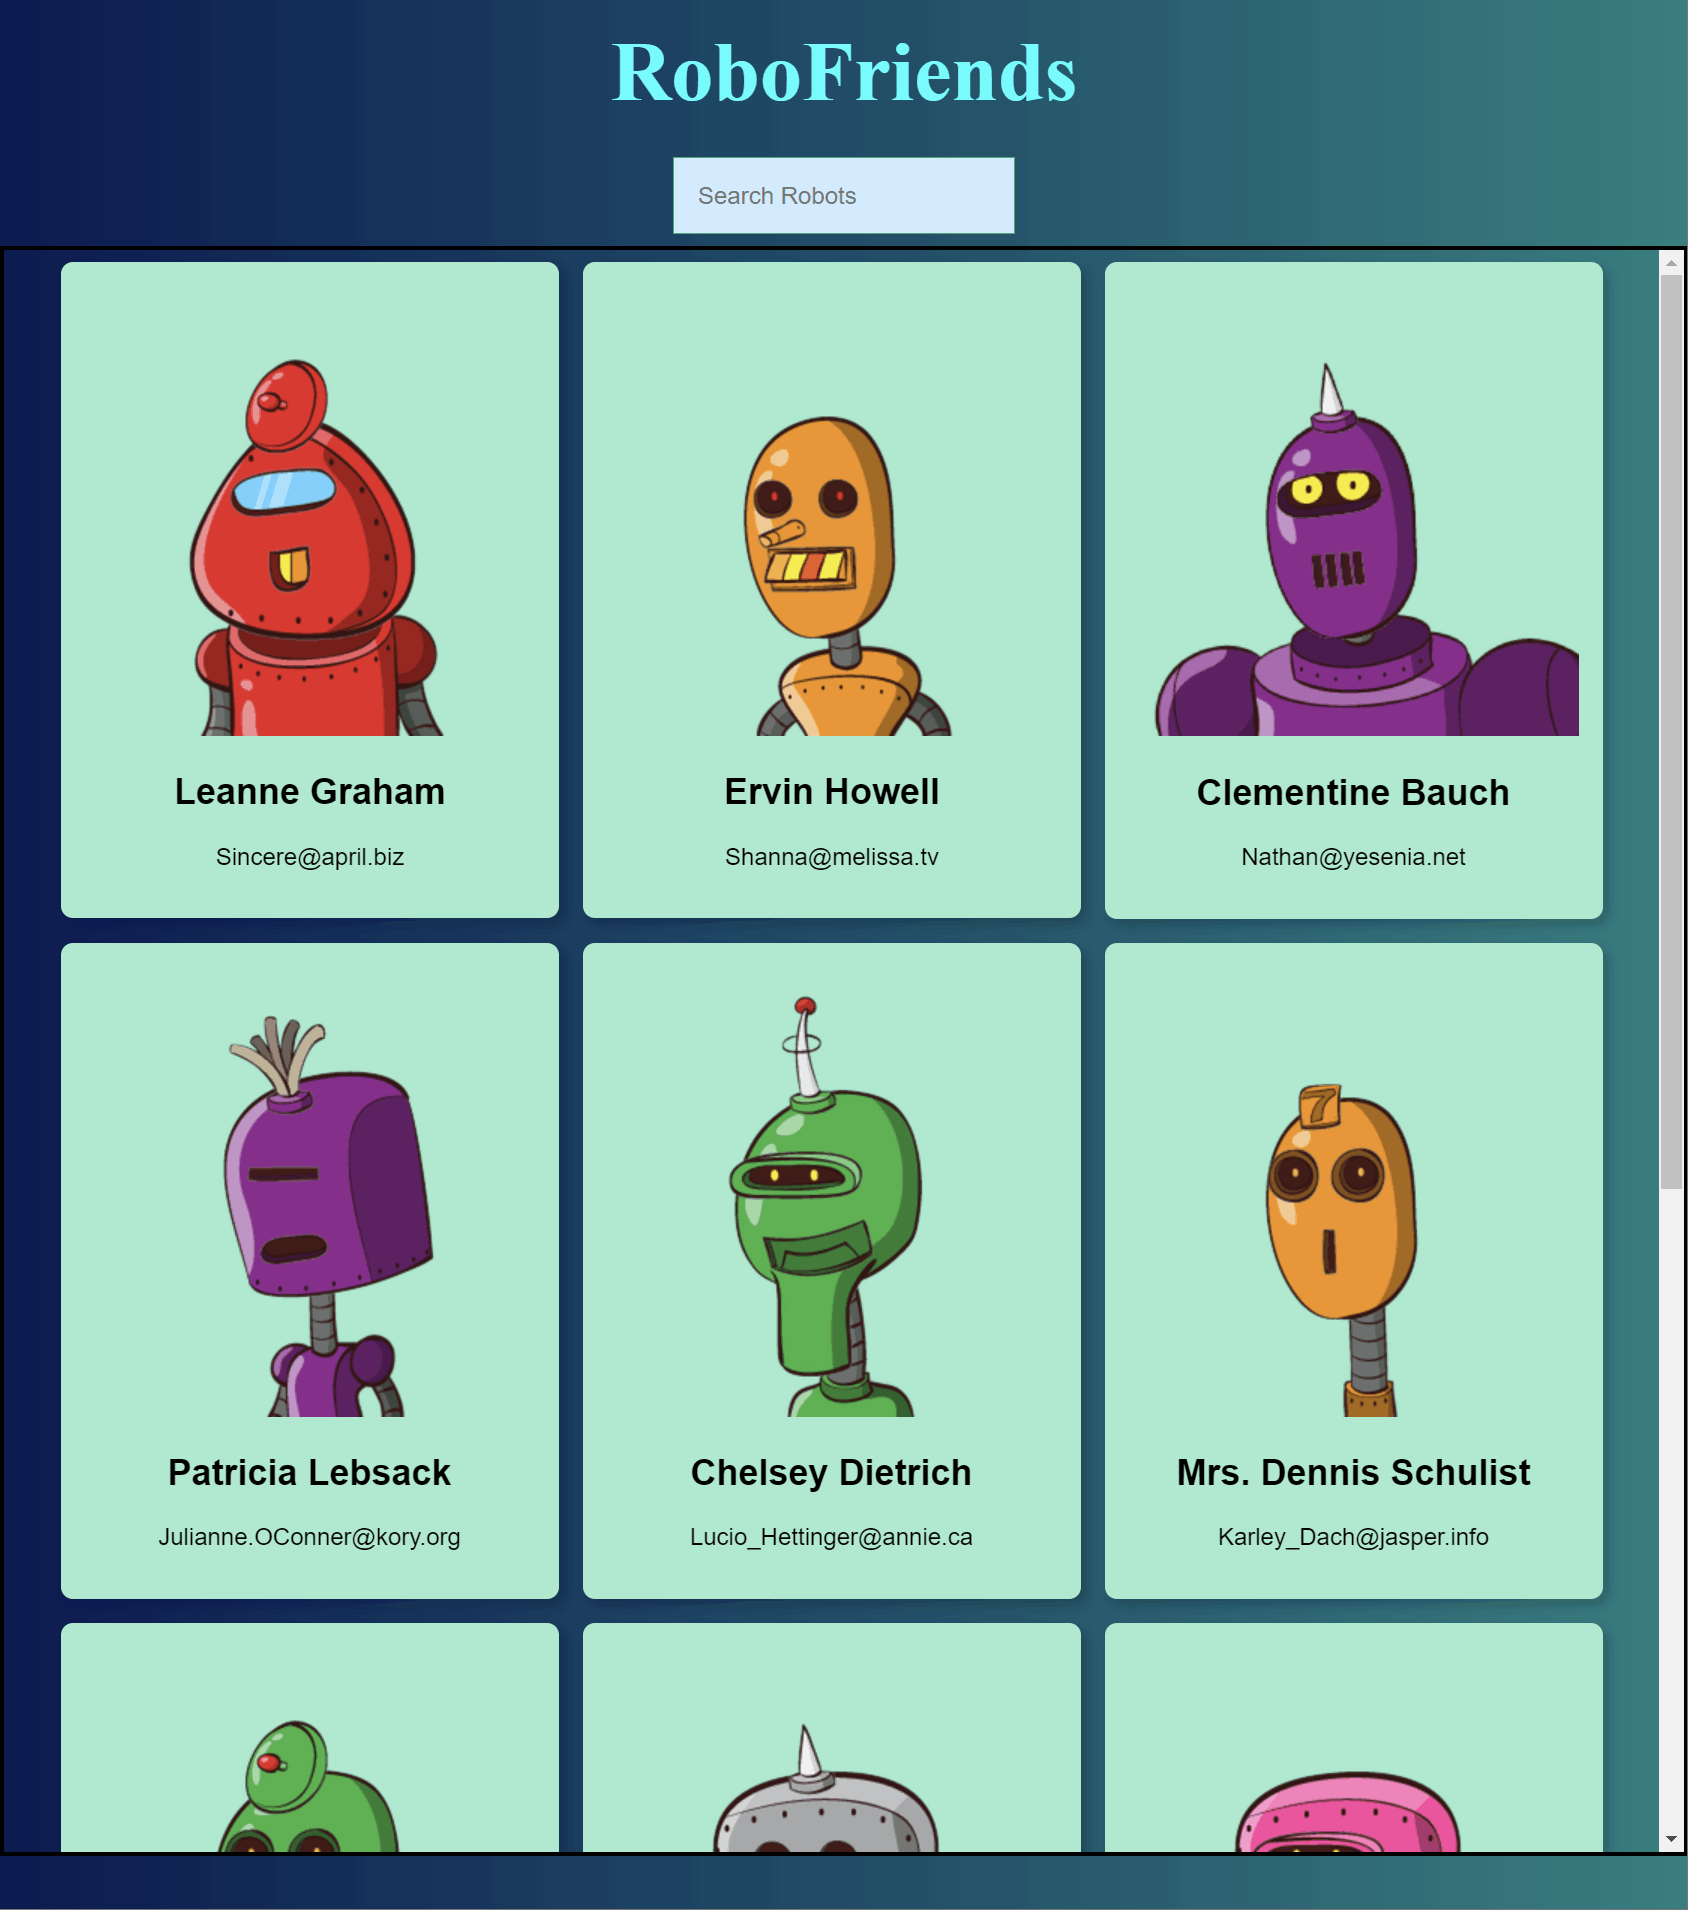 RoboFriends
Search Robots
Leanne Graham
Sincere@april.biz
Ervin Howell
Shanna@melissa.tv
Clementine Bauch
Nathan@yesenia.net
7
Patricia Lebsack
Julianne.OConner@kory.org
Chelsey Dietrich
Lucio_Hettinger@annie.ca
Mrs. Dennis Schulist
Karley_Dach@jasper.info